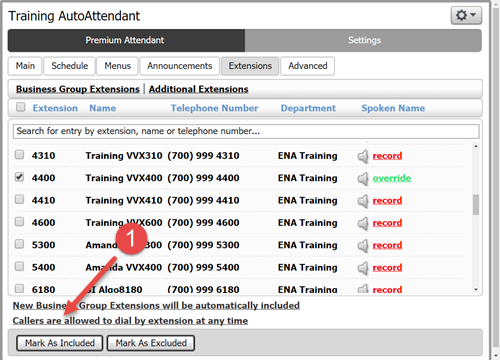 Training AutoAttendant
Premium Attendant Settings
Main Schedule Menus Announcements Extensions Advanced
Business Group Extensions | Additional Extensions
Extension Name Telephone Number Department Spoken Name
Search for entry by extension, name or telephone number...
4310 Training VVX310 (700) 999 4310 ENA Training record
4400 Training VVX400 (700) 999 4400 ENA Training override
4410 Training VVX410 (700) 999 4410 ENA Training record
4600 Training VVX600 (700) 999 4600 ENA Training record
5300 Amanda 300 (700) 999 5300 ENA Training record
5400 Amanda VVX400 (700) 999 5400 ENA Training record
6180 Algo8180 (700) 999 6180 ENA Training record
1
New Business Group Extensions will be automatically included
Callers are allowed to dial by extension at any time
Mark As Included Mark As Excluded